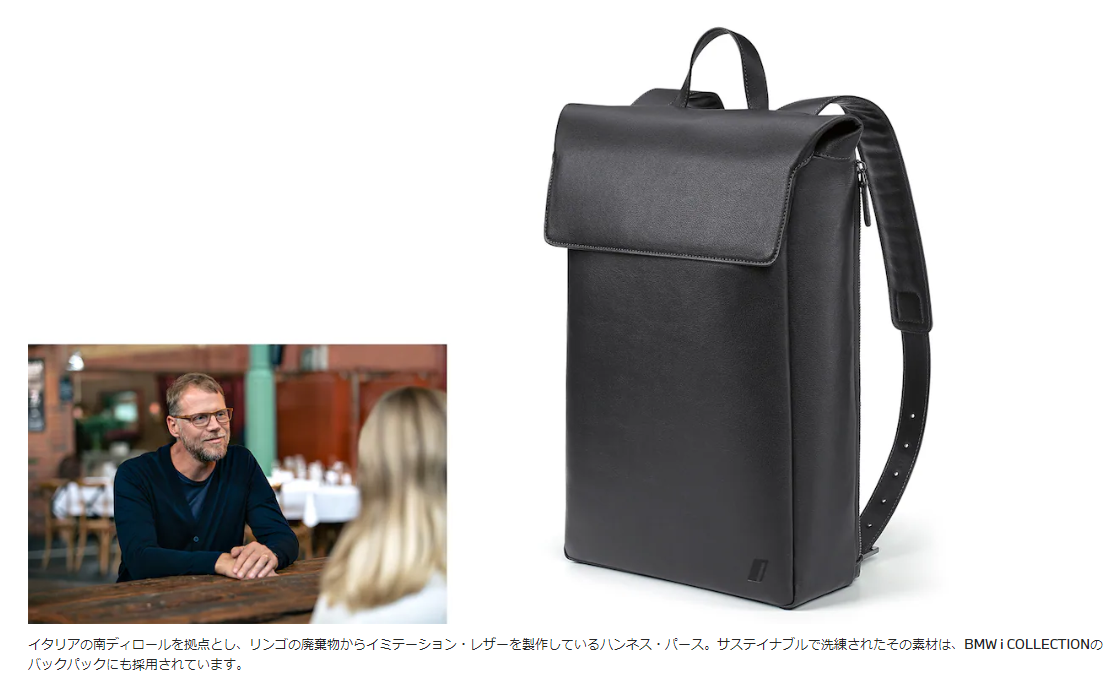 イタリアの南ディロールを拠点とし、リンゴの廃棄物からイミテーション・レザーを製作しているハンネス・パース。サステイナブルで洗練されたその素材は、BMW i COLLECTIONの
バックパックにも採用されています。